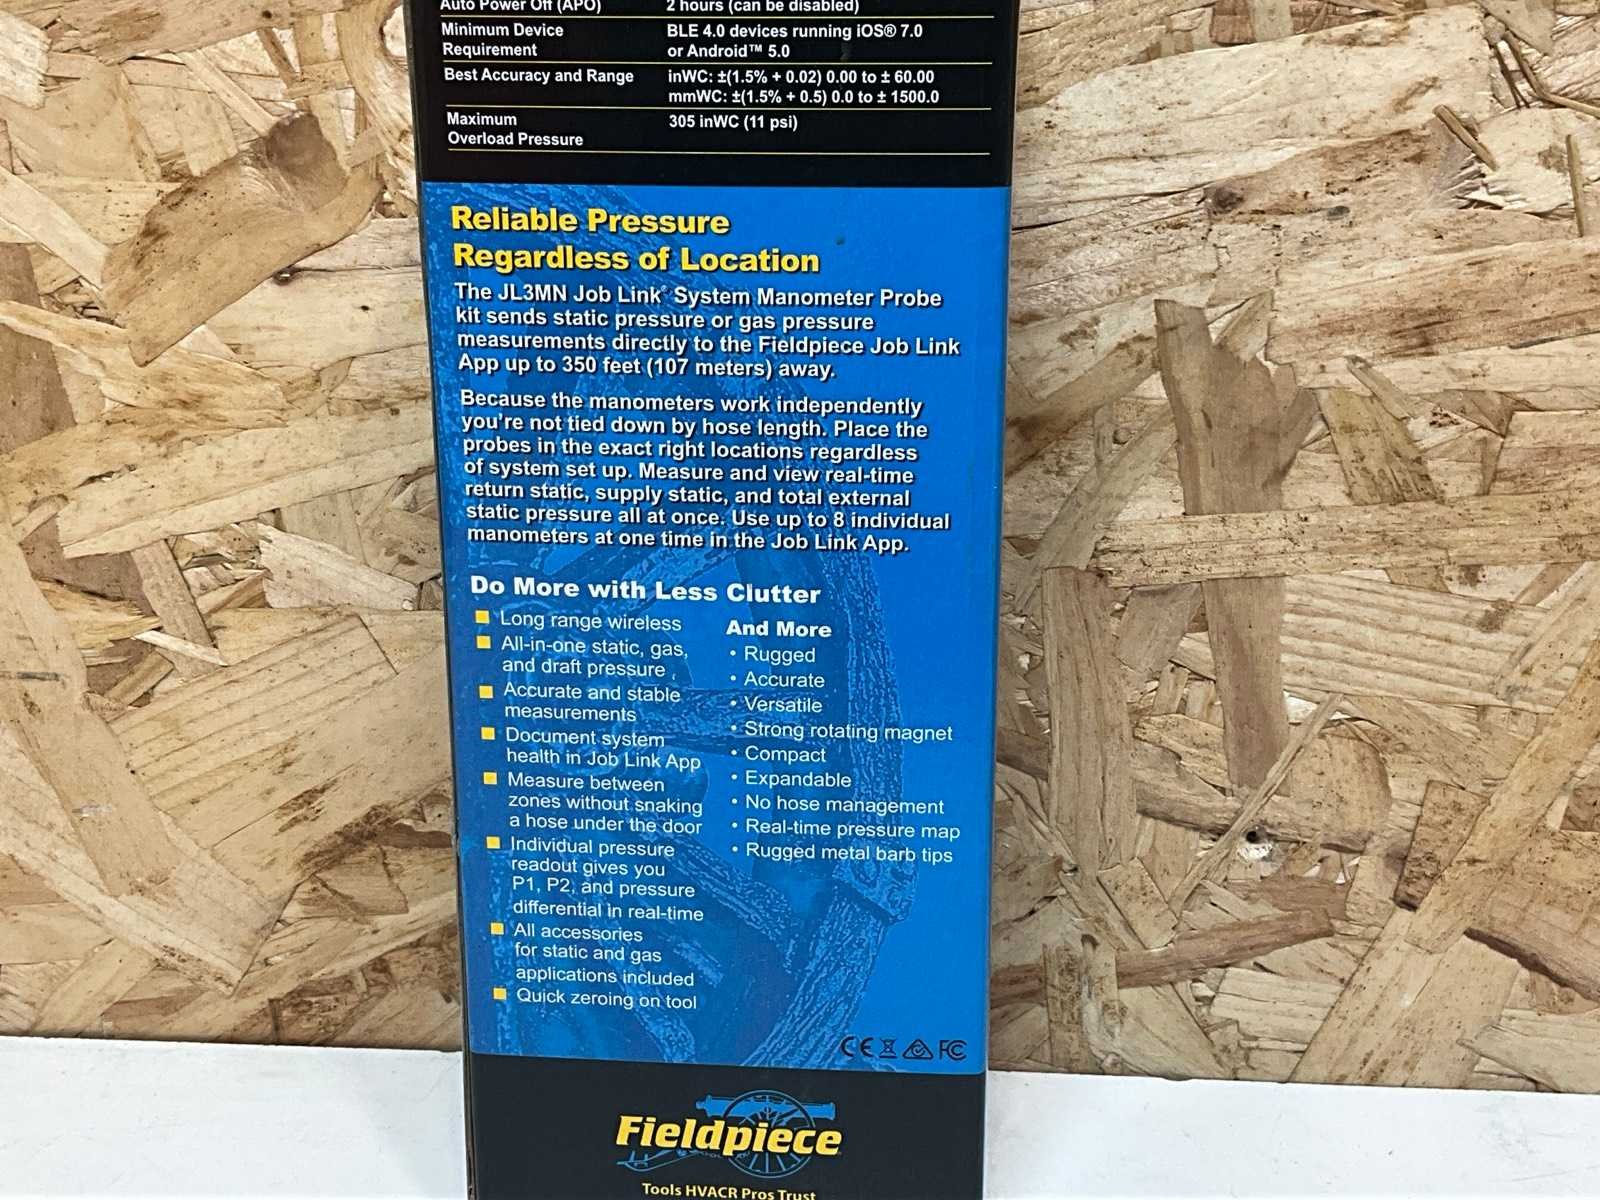 Auto Power Off (APO) 2 hours (can be disabled)
Minimum Device BLE 4.0 devices running iOS® 7.0
Requirement or Android™ 5.0
Best Accuracy and Range inWC: ±(1.5% + 0.02) 0.00 to ± 60.00
mmWC: ±(1.5% + 0.5) 0.0 to ± 1500.0
Maximum 305 inWC (11 psi)
Overload Pressure
Reliable Pressure
Regardless of Location
The JL3MN Job Link® System Manometer Probe
kit sends static pressure or gas pressure
measurements directly to the Fieldpiece Job Link
App up to 350 feet (107 meters) away.
Because the manometers work independently
you're not tied down by hose length. Place the
probes in the exact right locations regardless
of system set up. Measure and view real-time
return static, supply static, and total external
static pressure all at once. Use up to 8 individual
manometers at one time in the Job Link App.
Do More with Less Clutter
Long range wireless
All-in-one static, gas,
and draft pressure
Accurate and stable
measurements
Document system
health in Job Link App
Measure between
zones without snaking
a hose under the door
Individual pressure
readout gives you
P1, P2, and pressure
differential in real-time
All accessories
for static and gas
applications included
Quick zeroing on tool
And More
• Rugged
• Accurate
• Versatile
• Strong rotating magnet
• Compact
• Expandable
• No hose management
• Real-time pressure map
• Rugged metal barb tips
CE FC
Fieldpiece
Tools HVACR Pros Trust